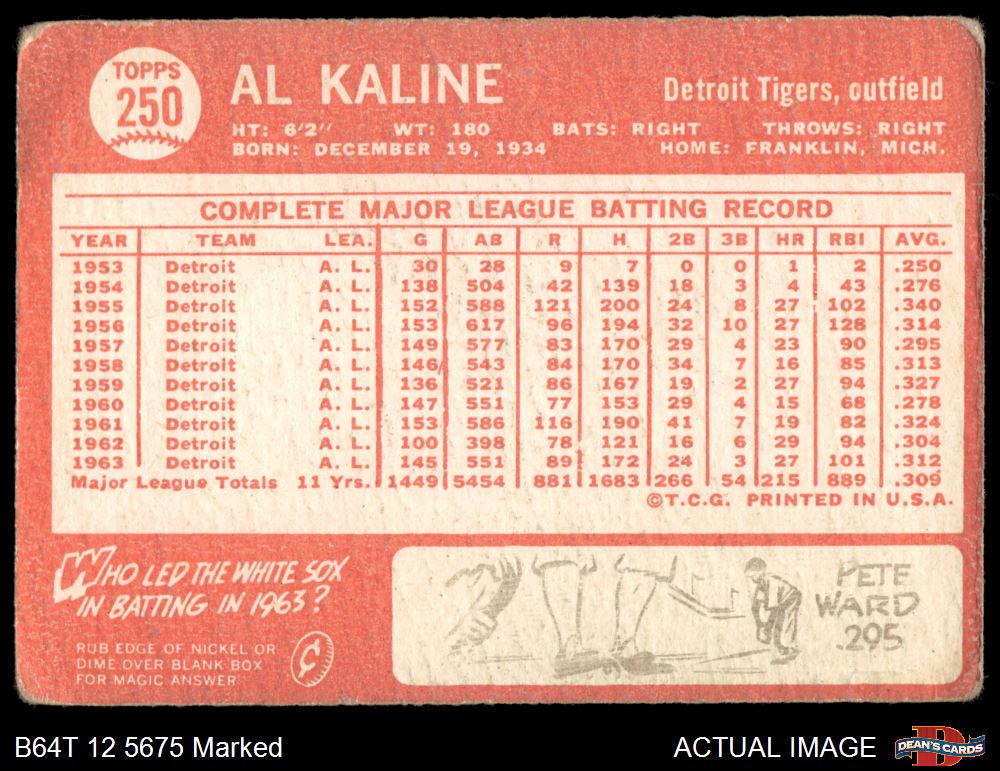 TOPPS
250
AL KALINE
Detroit Tigers, outfield
HT: 6'2" WT: 180 BATS: RIGHT THROWS: RIGHT
BORN: DECEMBER 19, 1934 HOME: FRANKLIN, MICH.
COMPLETE MAJOR LEAGUE BATTING RECORD
YEAR TEAM LEA. G AB R H 2B 3B HR RBI AVG.
1953 Detroit A. L. 30 28 9 7 0 0 1 2 .250
1954 Detroit A. L. 138 504 42 139 18 3 4 43 .276
1955 Detroit A. L. 152 588 121 200 24 8 27 102 .340
1956 Detroit A. L. 153 617 96 194 32 10 27 128 .314
1957 Detroit A. L. 149 577 83 170 29 4 23 90 .295
1958 Detroit A. L. 146 543 84 170 34 7 16 85 .313
1959 Detroit A. L. 136 521 86 167 19 2 27 94 .327
1960 Detroit A. L. 147 551 77 153 29 4 15 68 .278
1961 Detroit A. L. 153 586 116 190 41 7 19 82 .324
1962 Detroit A. L. 100 398 78 121 16 6 29 94 .304
1963 Detroit A. L. 145 551 89 172 24 3 27 101 .312
Major League Totals 11 Yrs. 1449 5454 881 1683 266 54 215 889 .309
©T.C.G. PRINTED IN U.S.A.
WHO LED THE WHITE SOX
IN BATTING IN 1963?
RUB EDGE OF NICKEL OR
DIME OVER BLANK BOX
FOR MAGIC ANSWER
¢
PETE
WARD
.295
B64T 12 5675 Marked
ACTUAL IMAGE
DEAN'S CARDS